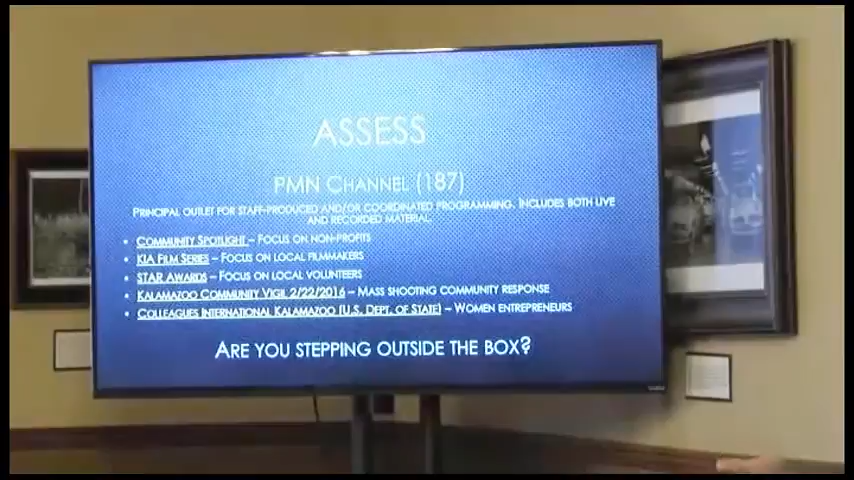 ASSESS
PMN CHANNEL (187)
PRINCIPAL OUTLET FOR STAFF-PRODUCED AND/OR COORDINATED PROGRAMMING. INCLUDES BOTH LIVE
AND RECORDED MATERIAL.
• COMMUNITY SPOTLIGHT – FOCUS ON NON-PROFITS
• KIA FILM SERIES – FOCUS ON LOCAL FILMMAKERS
• STAR AWARDS – FOCUS ON LOCAL VOLUNTEERS
• KALAMAZOO COMMUNITY VIGIL 2/22/2016 – MASS SHOOTING COMMUNITY RESPONSE
• COLLEAGUES INTERNATIONAL KALAMAZOO (U.S. DEPT. OF STATE) – WOMEN ENTREPRENEURS
ARE YOU STEPPING OUTSIDE THE BOX?